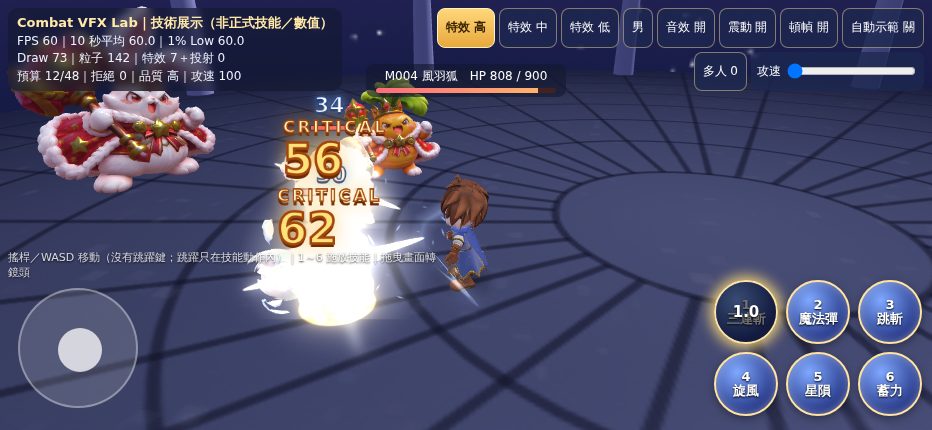 Combat VFX Lab｜技術展示（非正式技能／數值）
FPS 60｜10 秒平均 60.0｜1% Low 60.0
Draw 73｜粒子 142｜特效 7＋投射 0
預算 12/48｜拒絕 0｜品質 高｜攻速 100
特效 高
特效 中
特效 低
男
音效 開
震動 開
頓幀 開
自動示範 關
多人 0
攻速
M004 風羽狐 HP 808 / 900
34
CRITICAL
56
CRITICAL
62
搖桿／WASD 移動（沒有跳躍鍵；跳躍只在技能動作內）｜1～6 施放技能｜拖曳畫面轉
鏡頭
1
1.0
三連斬
2
魔法彈
3
跳斬
4
旋風
5
星隕
6
蓄力